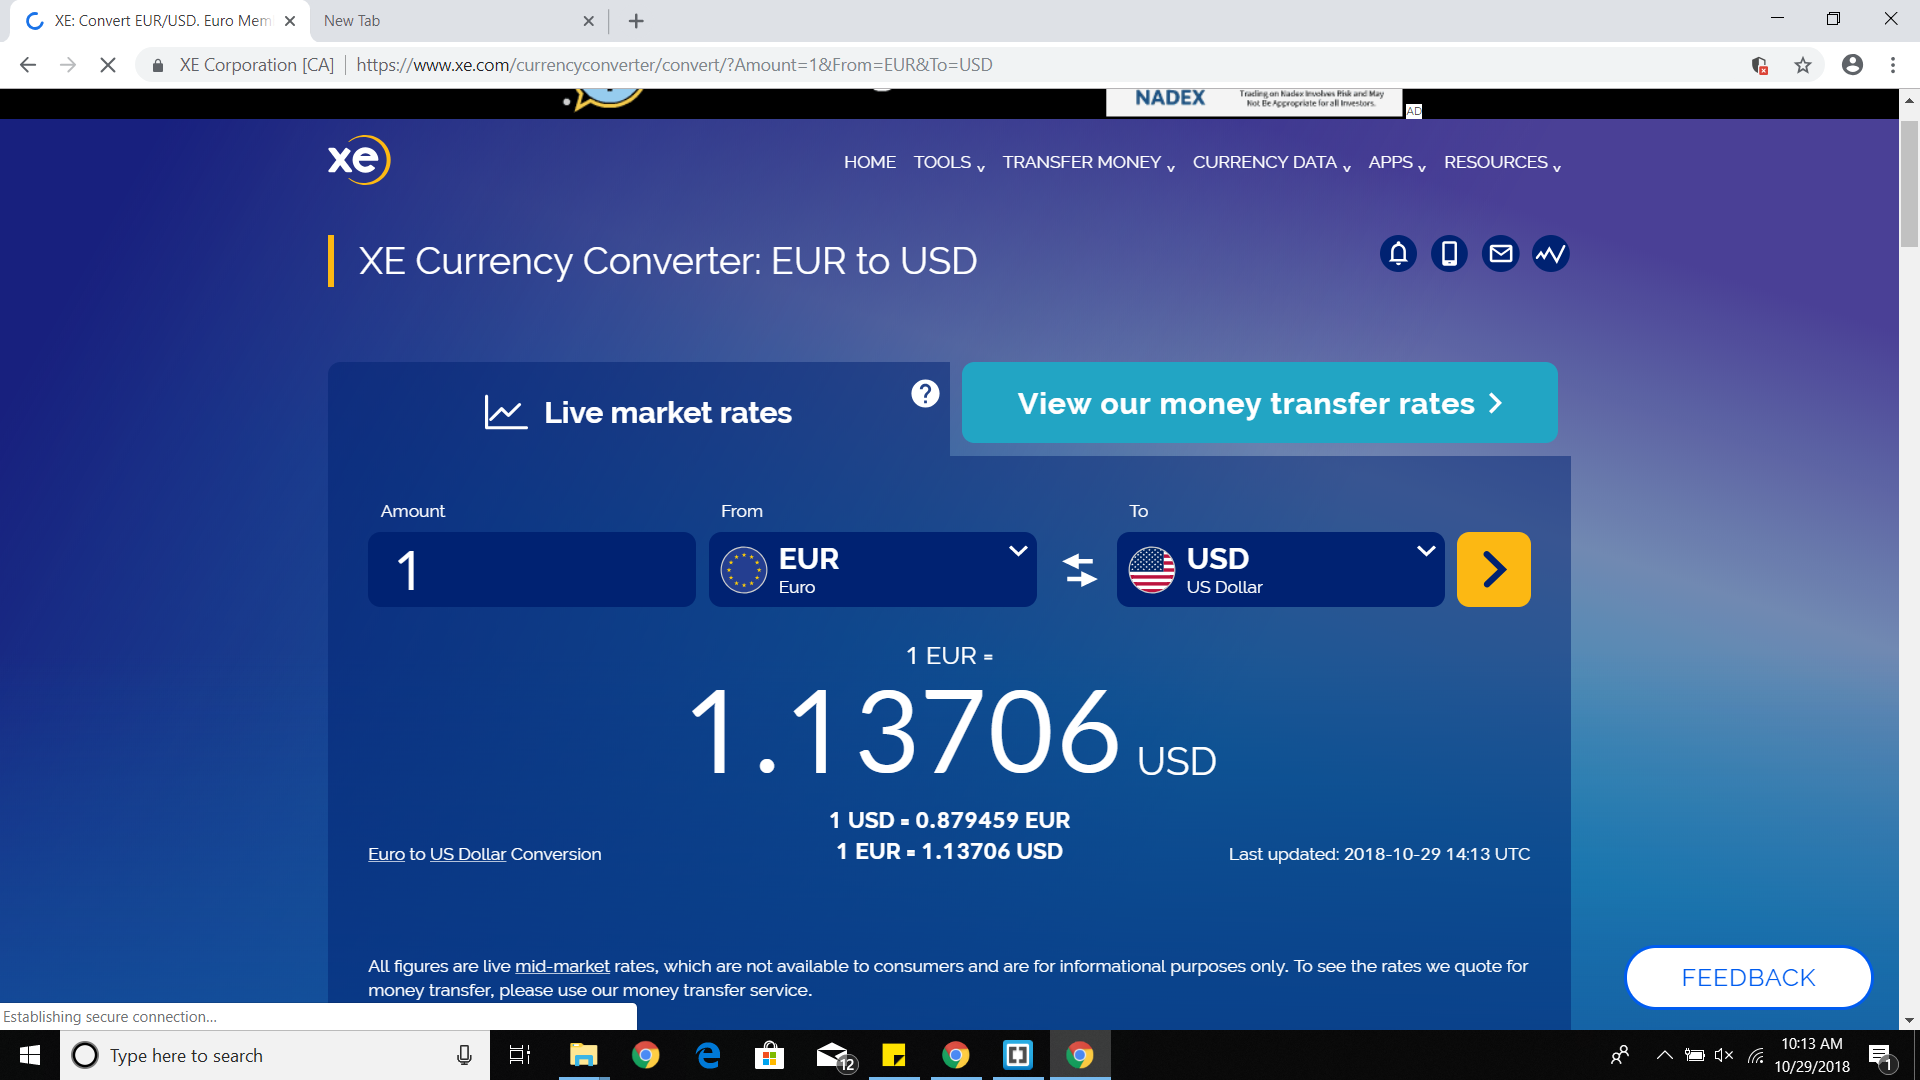 XE: Convert EUR/USD. Euro Mem
New Tab
XE Corporation [CA]
https://www.xe.com/currencyconverter/convert/?Amount=1&From=EUR&To=USD
NADEX
Trading on Nadex Involves Risk and May
Not Be Appropriate for all Investors.
AD
xe
HOME TOOLS TRANSFER MONEY CURRENCY DATA APPS RESOURCES
XE Currency Converter: EUR to USD
Live market rates
?
View our money transfer rates
Amount
From
To
1
EUR
Euro
USD
US Dollar
1 EUR =
1.13706 USD
1 USD = 0.879459 EUR
1 EUR = 1.13706 USD
Euro to US Dollar Conversion
Last updated: 2018-10-29 14:13 UTC
All figures are live mid-market rates, which are not available to consumers and are for informational purposes only. To see the rates we quote for
money transfer, please use our money transfer service.
FEEDBACK
Establishing secure connection...
Type here to search
12
10:13 AM
10/29/2018
1